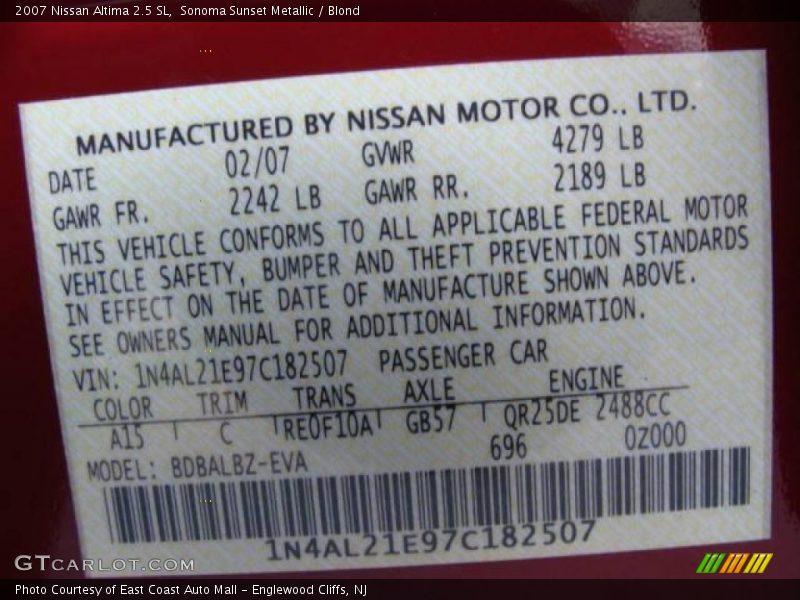 2007 Nissan Altima 2.5 SL,  Sonoma Sunset Metallic / Blond
MANUFACTURED BY NISSAN MOTOR CO., LTD.
DATE 02/07 GVWR 4279 LB
GAWR FR. 2242 LB GAWR RR. 2189 LB
THIS VEHICLE CONFORMS TO ALL APPLICABLE FEDERAL MOTOR
VEHICLE SAFETY, BUMPER AND THEFT PREVENTION STANDARDS
IN EFFECT ON THE DATE OF MANUFACTURE SHOWN ABOVE.
SEE OWNERS MANUAL FOR ADDITIONAL INFORMATION.
VIN: 1N4AL21E97C182507 PASSENGER CAR
COLOR TRIM TRANS AXLE ENGINE
A15 C RE0F10A GB57 QR25DE 2488CC
696 0Z000
MODEL: BDBALBZ-EVA
1N4AL21E97C182507
GTCARLOT.COM
Photo Courtesy of East Coast Auto Mall - Englewood Cliffs, NJ